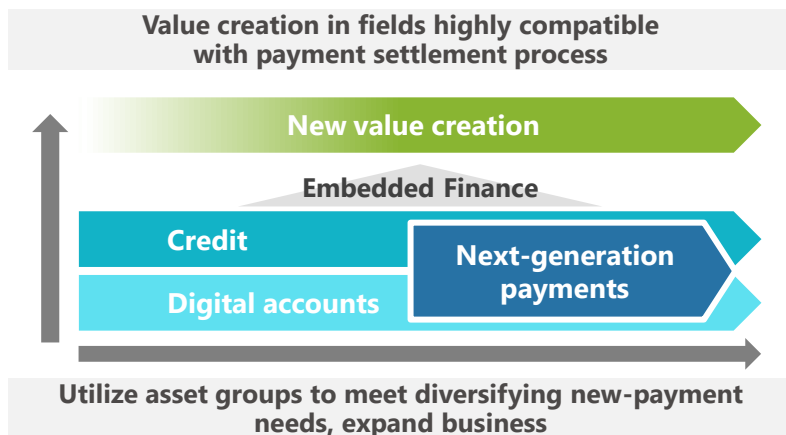 Value creation in fields highly compatible
with payment settlement process
New value creation
Embedded Finance
Credit
Next-generation
payments
Digital accounts
Utilize asset groups to meet diversifying new-payment
needs, expand business